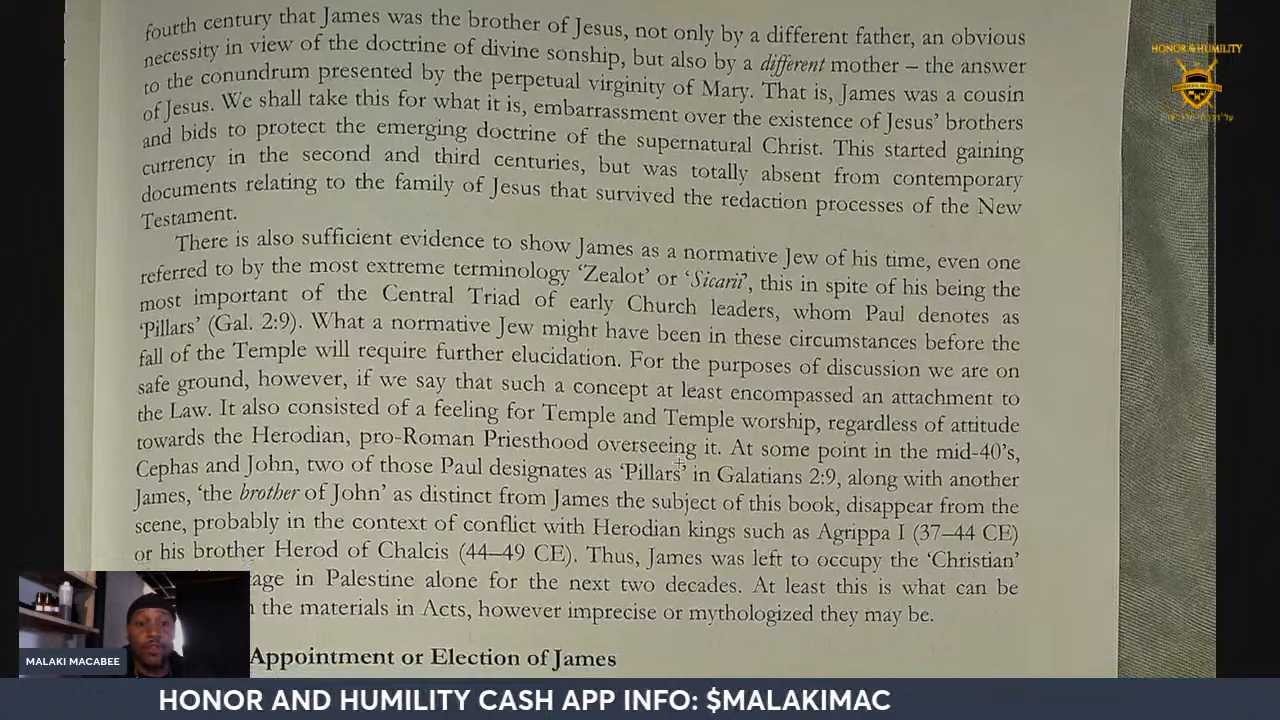 fourth century that James was the brother of Jesus, not only by a different father, an obvious
necessity in view of the doctrine of divine sonship, but also by a different mother – the answer
to the conundrum presented by the perpetual virginity of Mary. That is, James was a cousin
of Jesus. We shall take this for what it is, embarrassment over the existence of Jesus’ brothers
and bids to protect the emerging doctrine of the supernatural Christ. This started gaining
currency in the second and third centuries, but was totally absent from contemporary
documents relating to the family of Jesus that survived the redaction processes of the New
Testament.
There is also sufficient evidence to show James as a normative Jew of his time, even one
referred to by the most extreme terminology ‘Zealot’ or ‘Sicarii’, this in spite of his being the
most important of the Central Triad of early Church leaders, whom Paul denotes as
‘Pillars’ (Gal. 2:9). What a normative Jew might have been in these circumstances before the
fall of the Temple will require further elucidation. For the purposes of discussion we are on
safe ground, however, if we say that such a concept at least encompassed an attachment to
the Law. It also consisted of a feeling for Temple and Temple worship, regardless of attitude
towards the Herodian, pro-Roman Priesthood overseeing it. At some point in the mid-40’s,
Cephas and John, two of those Paul designates as ‘Pillars’ in Galatians 2:9, along with another
James, ‘the brother of John’ as distinct from James the subject of this book, disappear from the
scene, probably in the context of conflict with Herodian kings such as Agrippa I (37–44 CE)
or his brother Herod of Chalcis (44–49 CE). Thus, James was left to occupy the ‘Christian’
in Palestine alone for the next two decades. At least this is what can be
the materials in Acts, however imprecise or mythologized they may be.
Appointment or Election of James
HONOR & HUMILITY
MALAKI MACABEE
HONOR AND HUMILITY CASH APP INFO: $MALAKIMAC